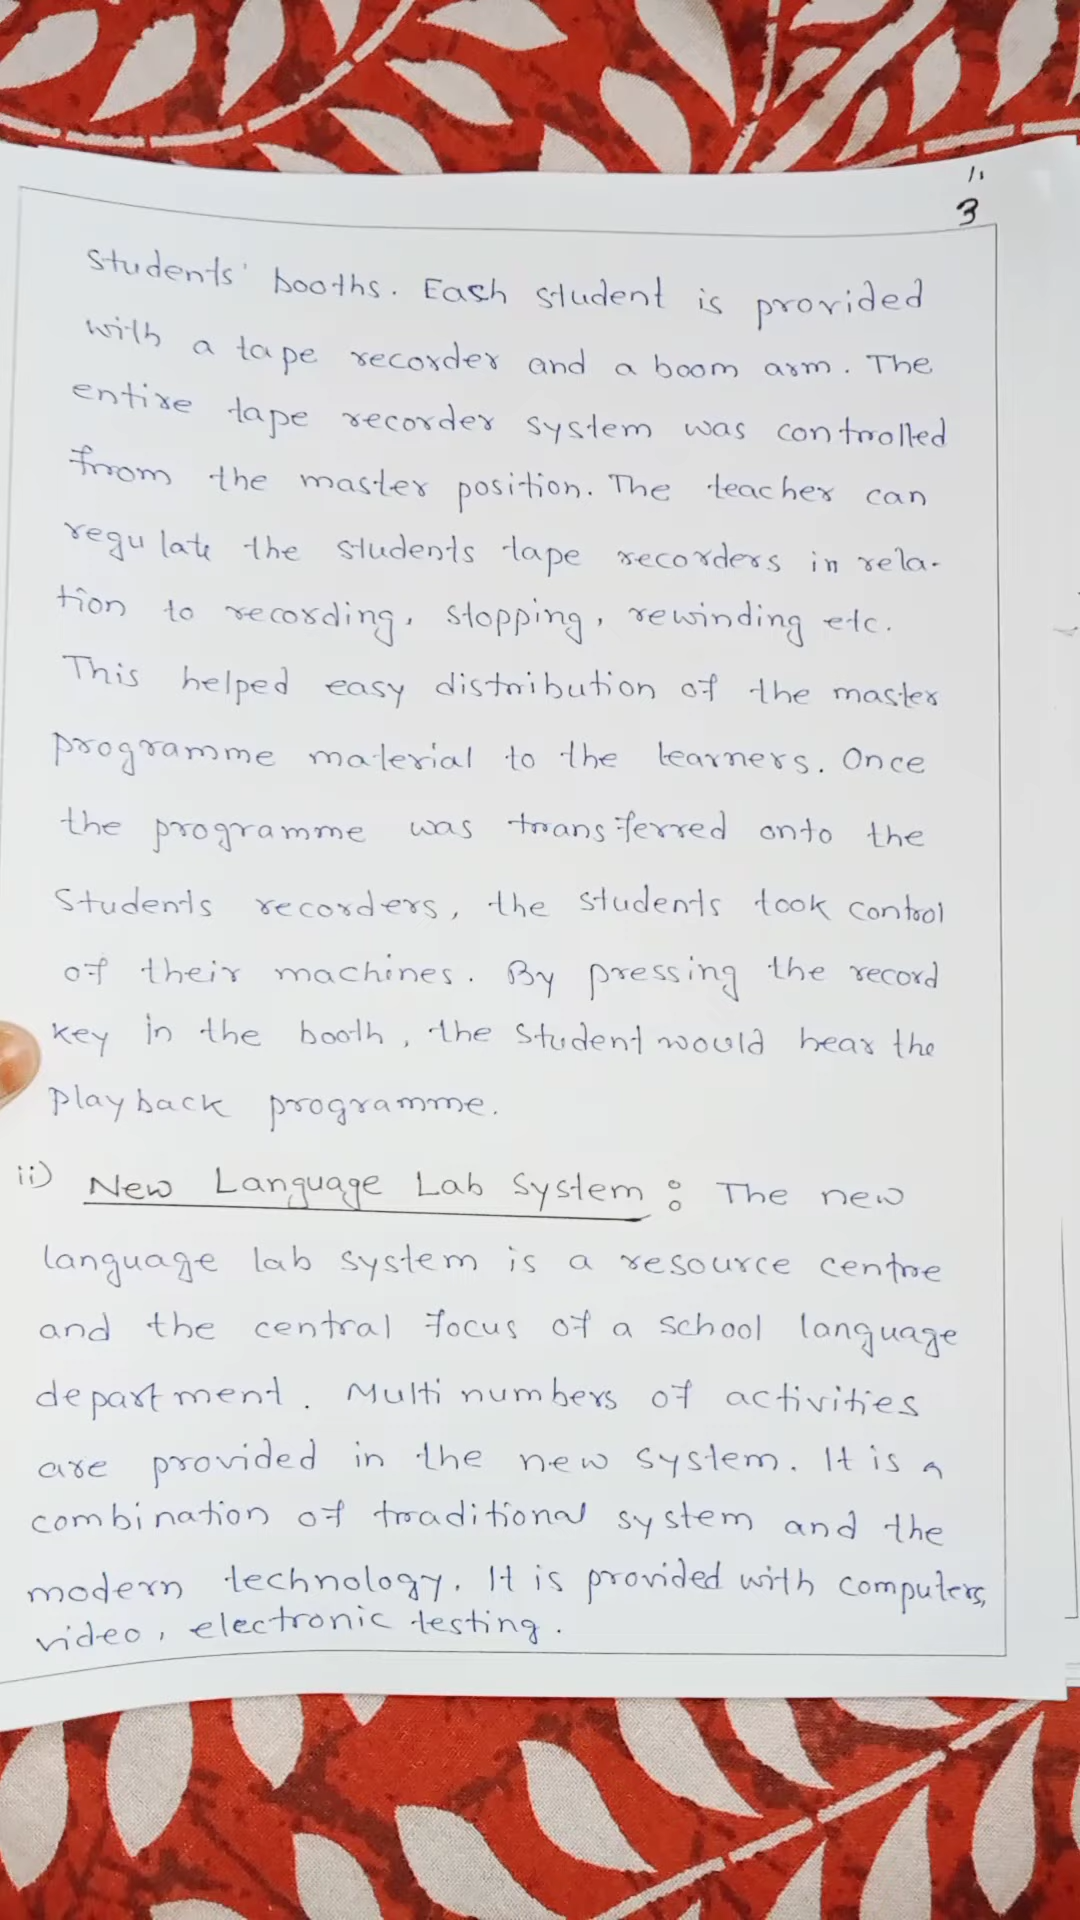 3
students' booths. Each student is provided
with a tape recorder and a boom arm. The
entire tape recorder system was controlled
from the master position. The teacher can
regulate the students tape recorders in rela-
tion to recording, stopping, rewinding etc.
This helped easy distribution of the master
programme material to the learners. Once
the programme was transferred onto the
Students recorders, the students took control
of their machines. By pressing the record
key in the booth, the student would hear the
playback programme.
ii) New Language Lab System : The new
language lab system is a resource centre
and the central focus of a school language
department. Multi numbers of activities
are provided in the new system. It is a
combination of traditional system and the
modern technology. It is provided with computers,
video, electronic testing.